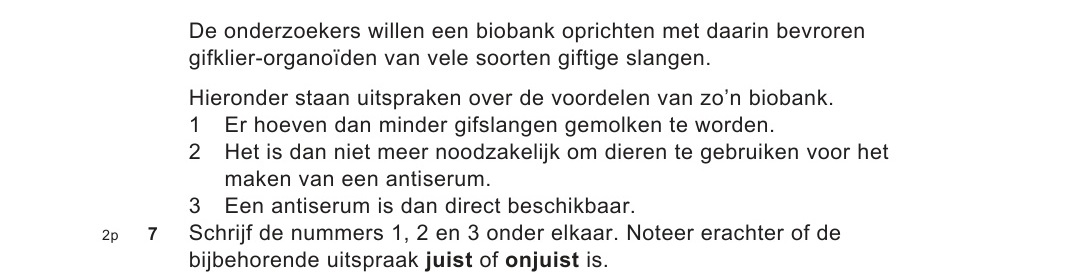 De onderzoekers willen een biobank oprichten met daarin bevroren
gifklier-organoïden van vele soorten giftige slangen.
Hieronder staan uitspraken over de voordelen van zo’n biobank.
1 Er hoeven dan minder gifslangen gemolken te worden.
2 Het is dan niet meer noodzakelijk om dieren te gebruiken voor het
maken van een antiserum.
3 Een antiserum is dan direct beschikbaar.
2p 7 Schrijf de nummers 1, 2 en 3 onder elkaar. Noteer erachter of de
bijbehorende uitspraak juist of onjuist is.